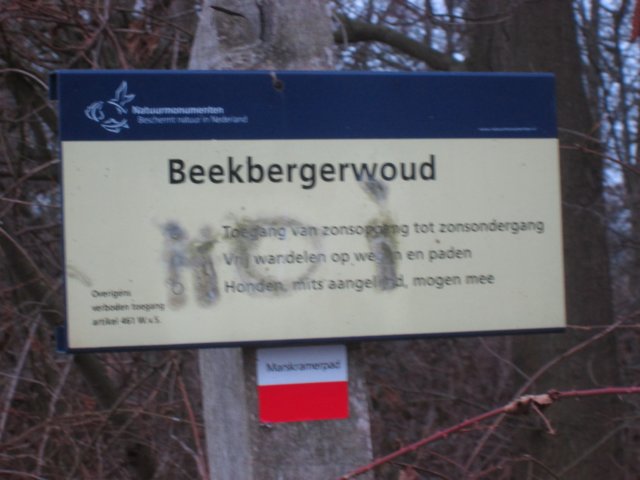 Natuurmonumenten
Beschermt natuur in Nederland
Beekbergerwoud
Toegang van zonsopgang tot zonsondergang
Vrij wandelen op wegen en paden
Honden, mits aangelijnd, mogen mee
Overigens
verboden toegang
artikel 461 W.v.S.
moi
Marskramerpad